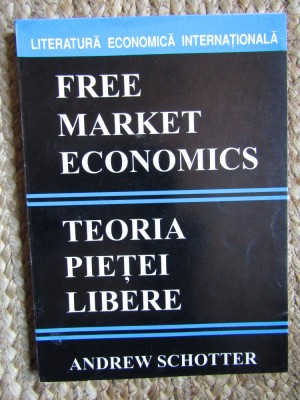 LITERATURĂ ECONOMICĂ INTERNAȚIONALĂ
FREE
MARKET
ECONOMICS
TEORIA
PIEȚEI
LIBERE
ANDREW SCHOTTER